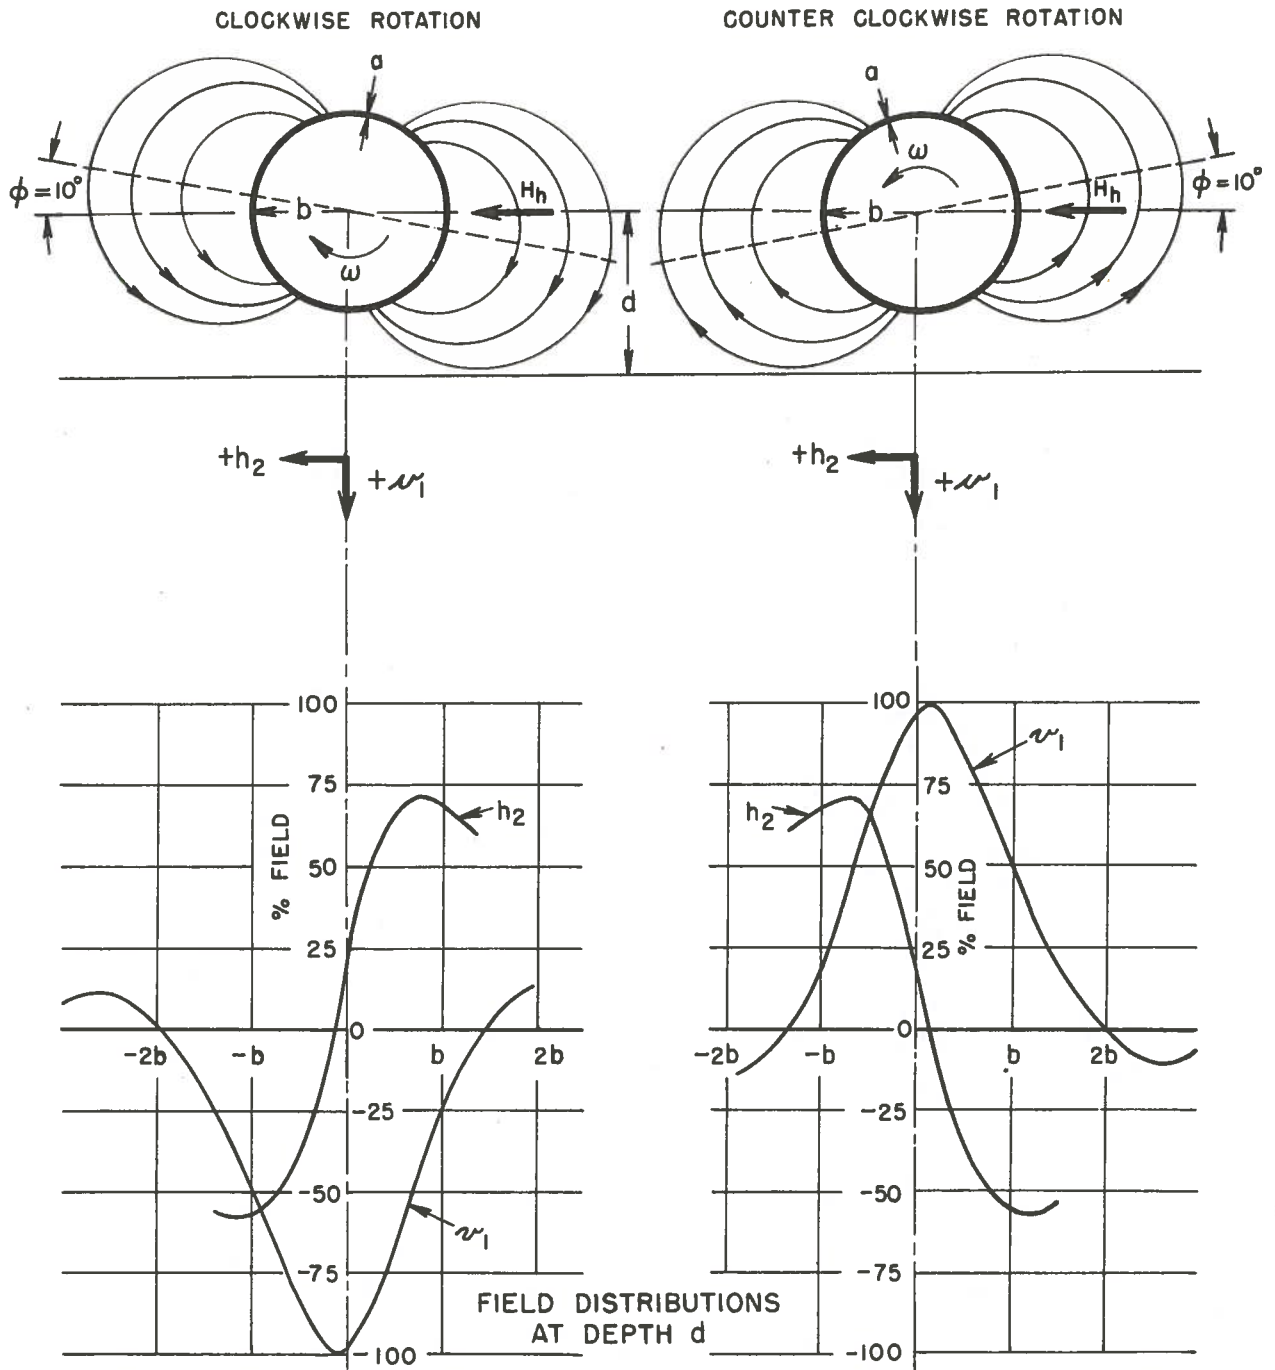 CLOCKWISE ROTATION
COUNTER CLOCKWISE ROTATION
a
ϕ = 10°
b
Hh
ω
d
a
ω
b
Hh
ϕ = 10°
+h2
+v1
+h2
+v1
100
75
50
25
0
-25
-50
-75
-100
% FIELD
h2
-2b
-b
b
2b
v1
100
75
50
25
0
-25
-50
-75
-100
% FIELD
h2
v1
-2b
-b
b
2b
FIELD DISTRIBUTIONS
AT DEPTH d